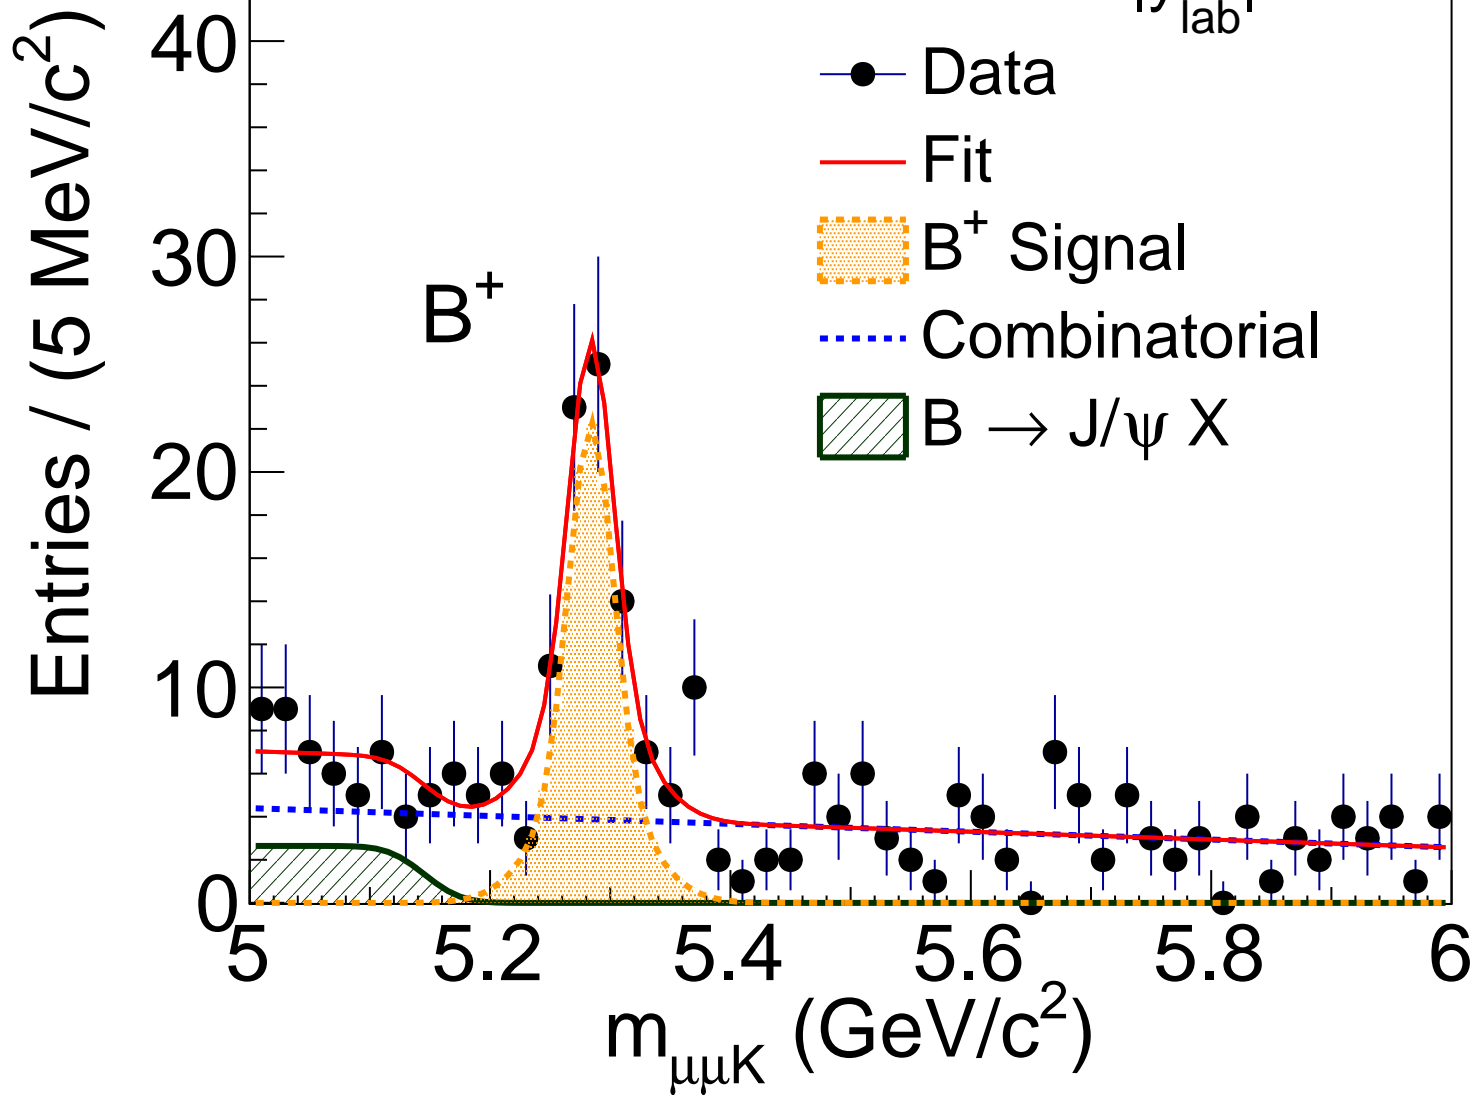 |y_lab|
40
Data
Fit
30
B⁺ Signal
B⁺
Combinatorial
20
B → J/ψ X
10
0
5 5.2 5.4 5.6 5.8 6
m_μμK (GeV/c²)
Entries / (5 MeV/c²)